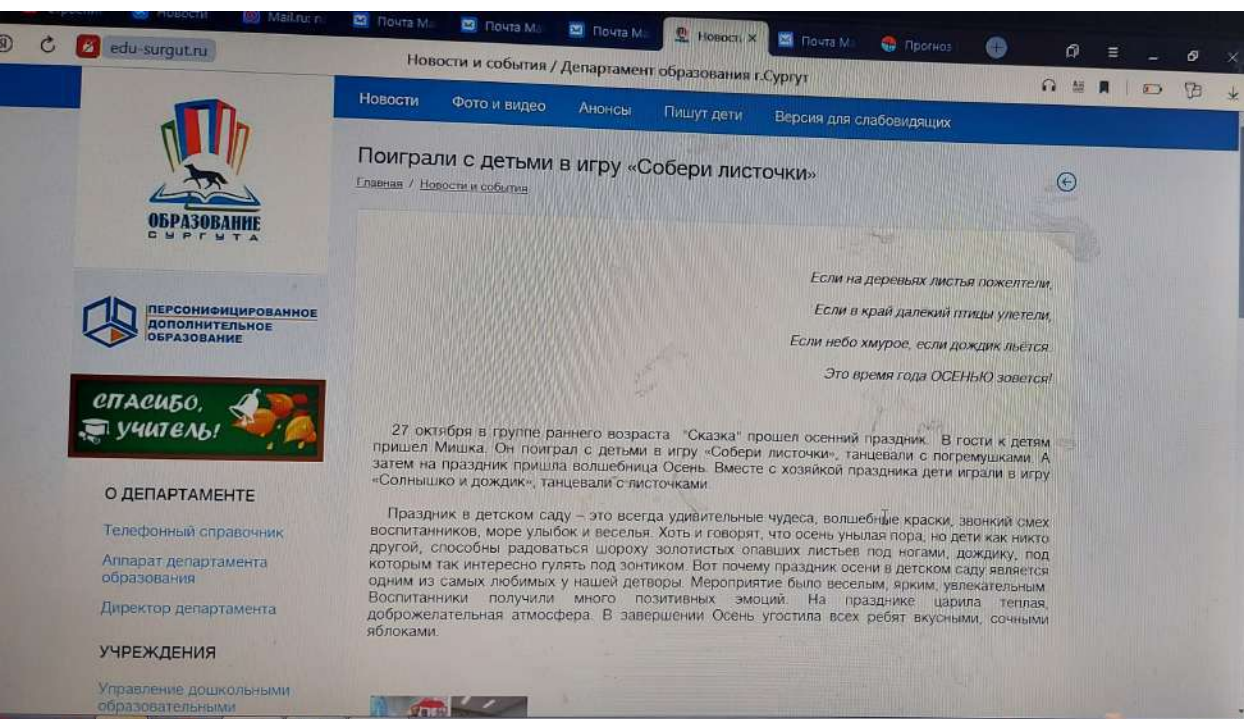 Новости
Mail.ru: п
Почта Ма
Почта Ма
Почта Ма
Новости
Почта Ма
Прогноз
edu-surgut.ru
Новости и события / Департамент образования г.Сургут
Новости Фото и видео Анонсы Пишут дети Версия для слабовидящих
ОБРАЗОВАНИЕ
СУРГУТА
ПЕРСОНИФИЦИРОВАННОЕ
ДОПОЛНИТЕЛЬНОЕ
ОБРАЗОВАНИЕ
СПАСИБО,
УЧИТЕЛЬ!
О ДЕПАРТАМЕНТЕ
Телефонный справочник
Аппарат департамента
образования
Директор департамента
УЧРЕЖДЕНИЯ
Управление дошкольными
образовательными
Поиграли с детьми в игру «Собери листочки»
Главная / Новости и события
Если на деревьях листья пожелтели,
Если в край далекий птицы улетели,
Если небо хмурое, если дождик льётся.
Это время года ОСЕНЬЮ зовется!
27 октября в группе раннего возраста "Сказка" прошел осенний праздник. В гости к детям
пришел Мишка. Он поиграл с детьми в игру «Собери листочки», танцевали с погремушками. А
затем на праздник пришла волшебница Осень. Вместе с хозяйкой праздника дети играли в игру
«Солнышко и дождик», танцевали с листочками.
Праздник в детском саду – это всегда удивительные чудеса, волшебные краски, звонкий смех
воспитанников, море улыбок и веселья. Хоть и говорят, что осень унылая пора, но дети как никто
другой, способны радоваться шороху золотистых опавших листьев под ногами, дождику, под
которым так интересно гулять под зонтиком. Вот почему праздник осени в детском саду является
одним из самых любимых у нашей детворы. Мероприятие было веселым, ярким, увлекательным.
Воспитанники получили много позитивных эмоций. На празднике царила теплая,
доброжелательная атмосфера. В завершении Осень угостила всех ребят вкусными, сочными
яблоками.